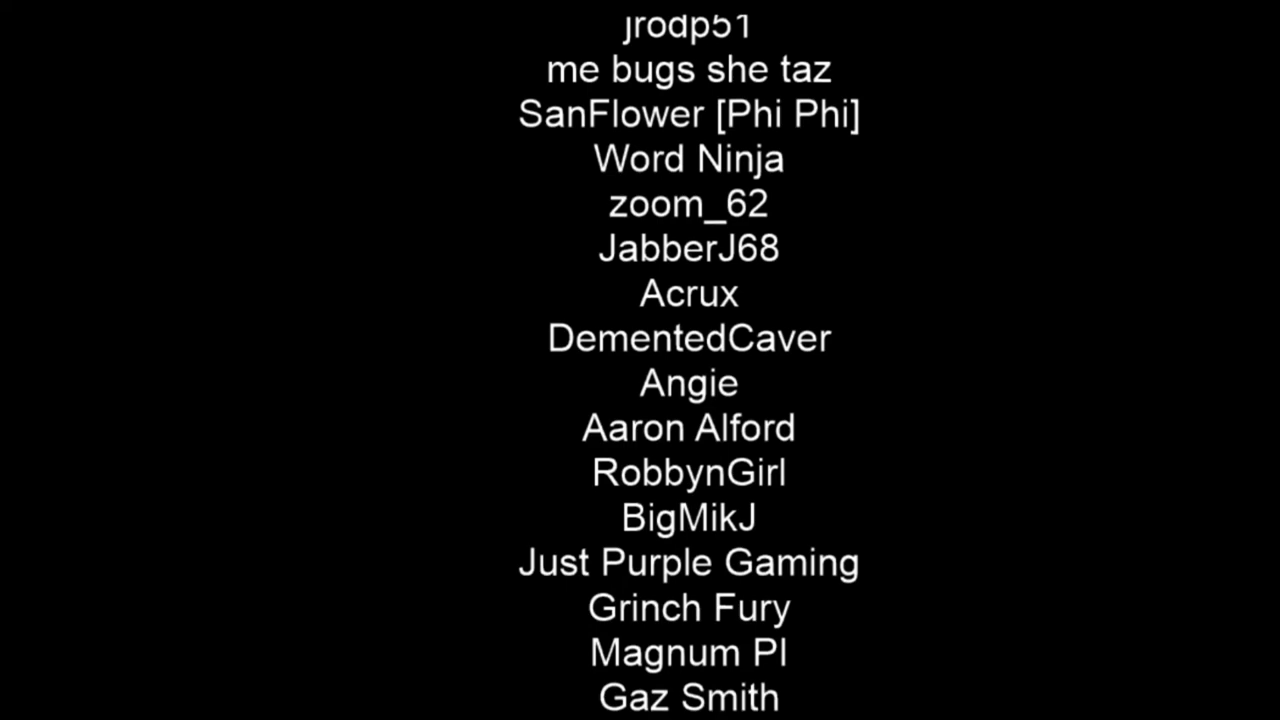 jrodp51
me bugs she taz
SanFlower [Phi Phi]
Word Ninja
zoom_62
JabberJ68
Acrux
DementedCaver
Angie
Aaron Alford
RobbynGirl
BigMikJ
Just Purple Gaming
Grinch Fury
Magnum PI
Gaz Smith